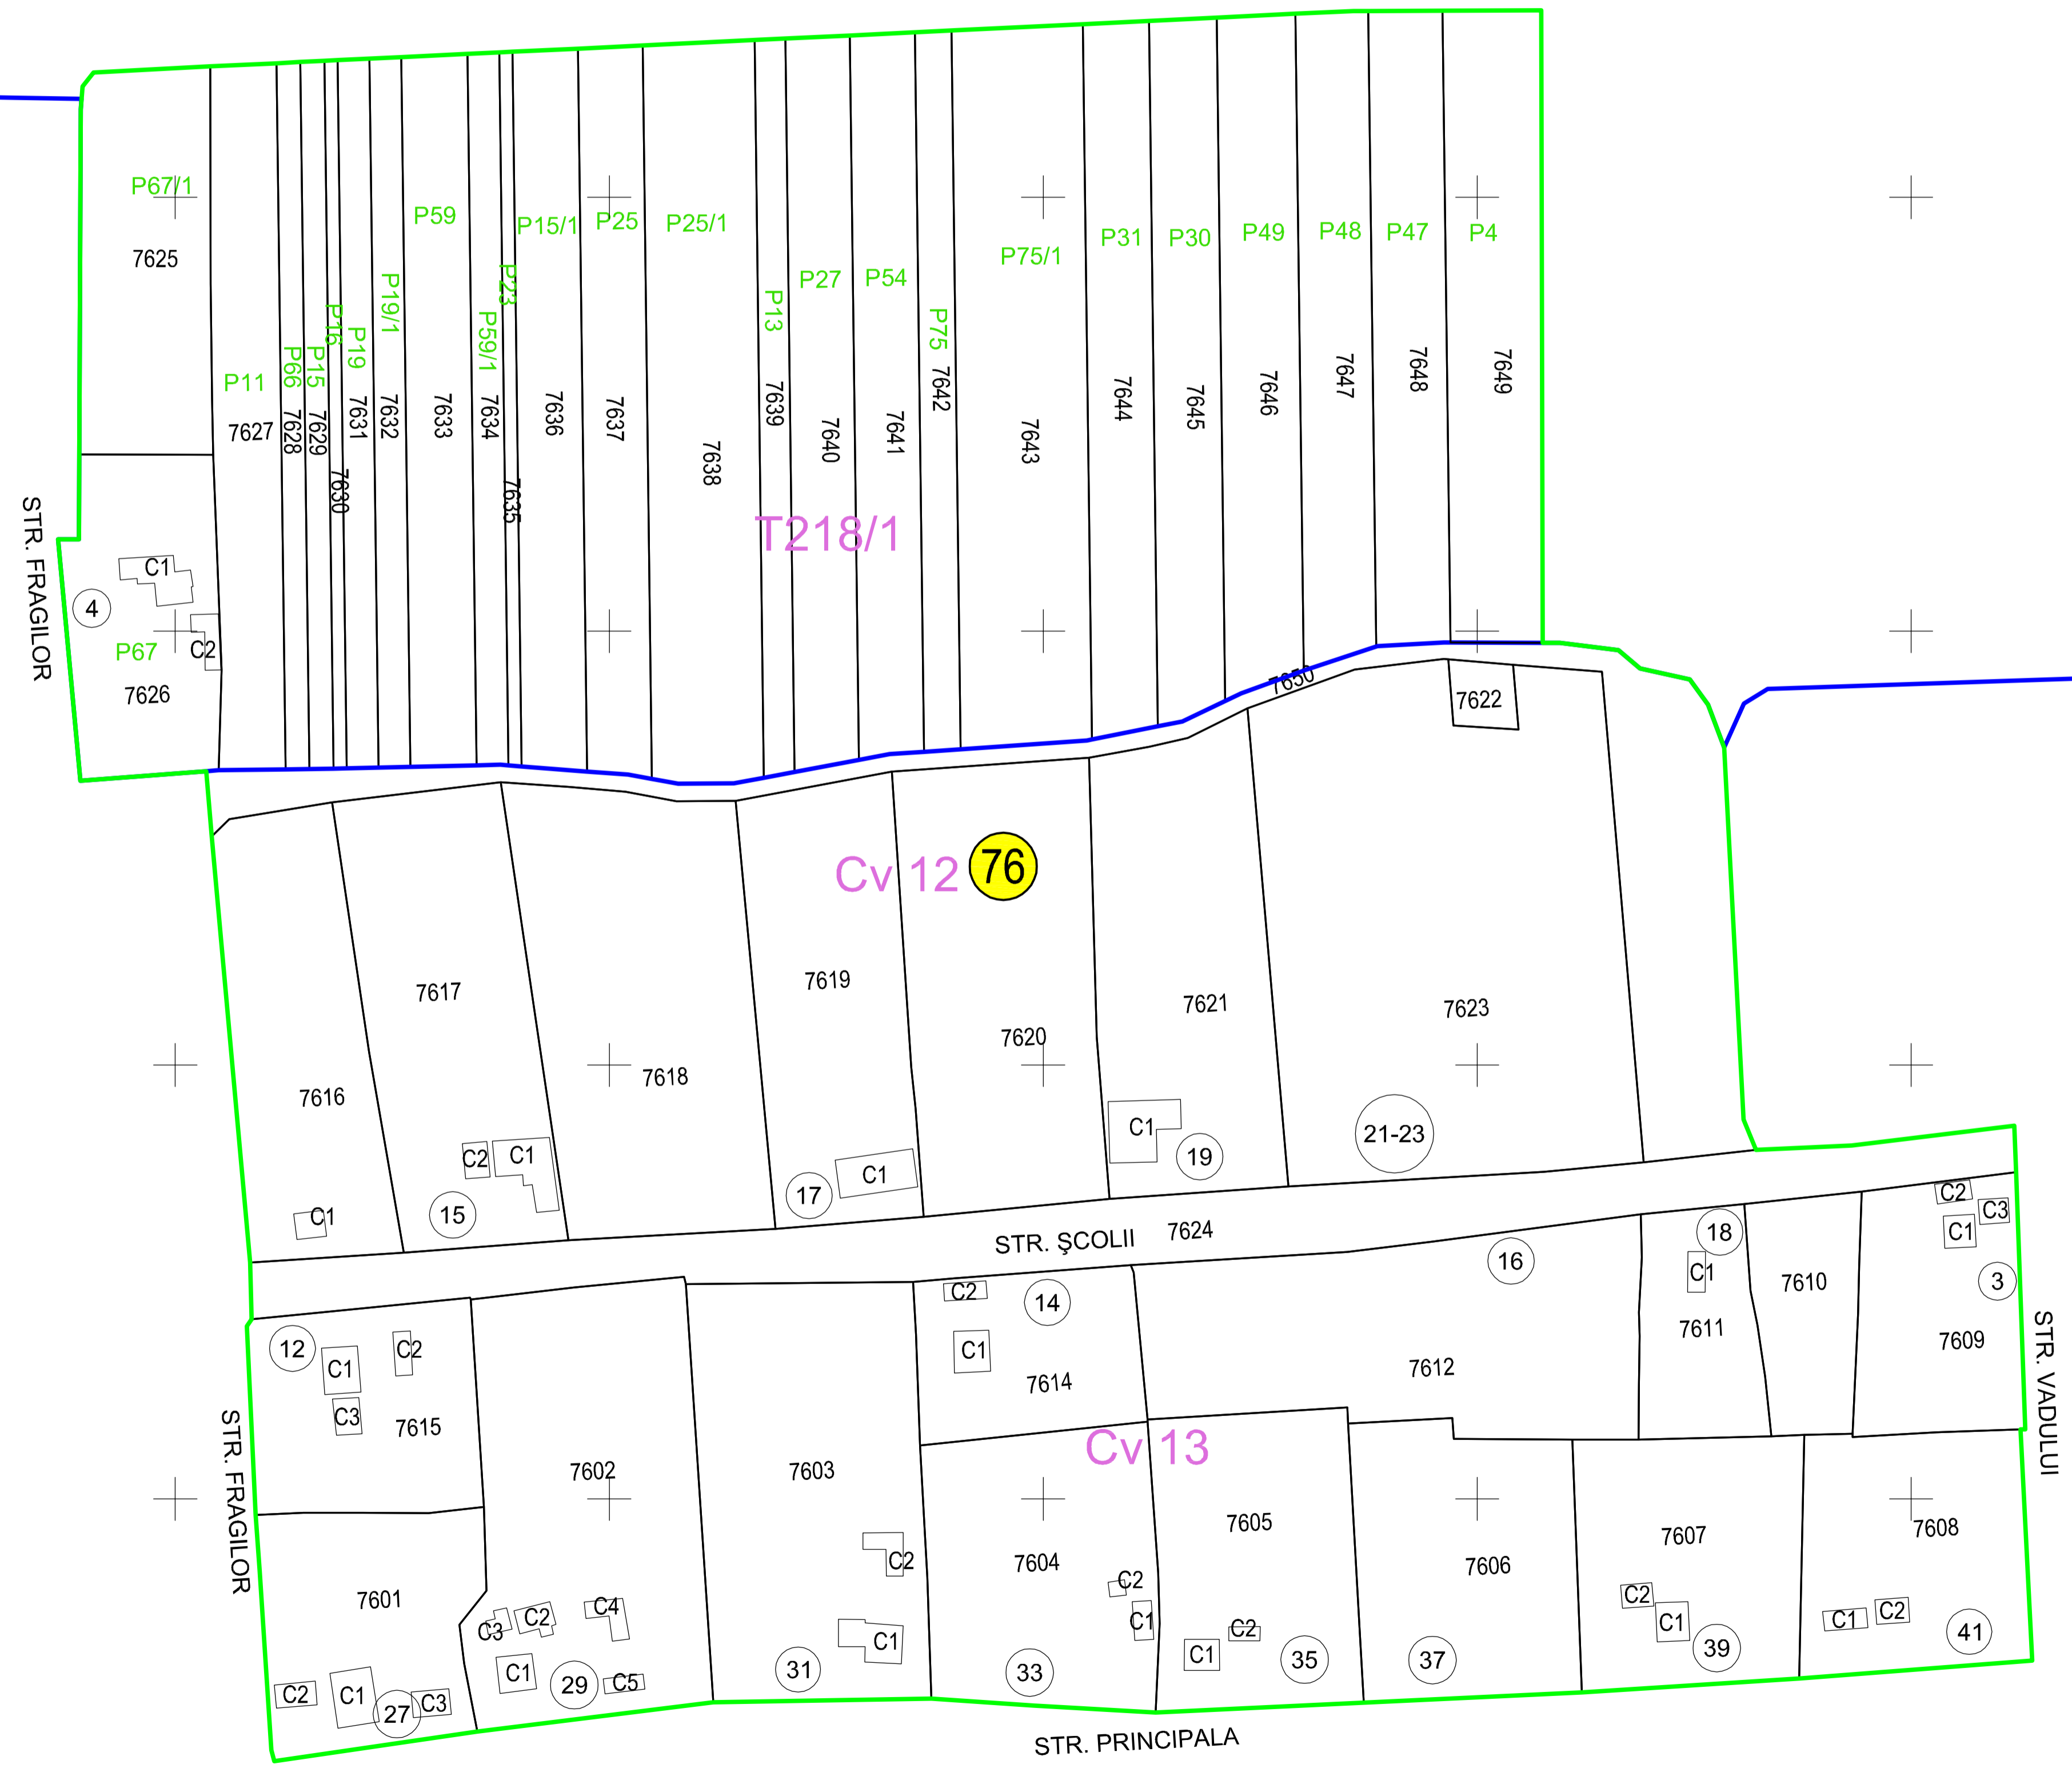 P67/1
7625
P11
7627
P66
7628
P15
7629
P16
7630
P19
7631
P19/1
7632
P59
7633
P59/1
7634
P23
7635
P15/1
7636
P25
7637
P25/1
7638
P13
7639
P27
7640
P54
7641
P75
7642
P75/1
7643
P31
7644
P30
7645
P49
7646
P48
7647
P47
7648
P4
7649
T218/1
STR. FRAGILOR
C1
4
C2
P67
7626
7650
7622
Cv 12
76
7616
C1
7617
C2
C1
15
7618
7619
17
C1
7620
7621
C1
19
7623
21-23
STR. ŞCOLII
7624
12
C1
C2
C3
7615
7602
7603
C2
14
C1
7614
16
7612
18
C1
7611
7610
C2
C3
C1
3
7609
STR. VADULUI
Cv 13
STR. FRAGILOR
7601
C2
C1
27
C3
C3
C2
C4
C1
29
C5
C2
C1
31
7604
C2
C1
33
7605
C2
C1
35
7606
37
7607
C2
C1
39
7608
C1
C2
41
STR. PRINCIPALA